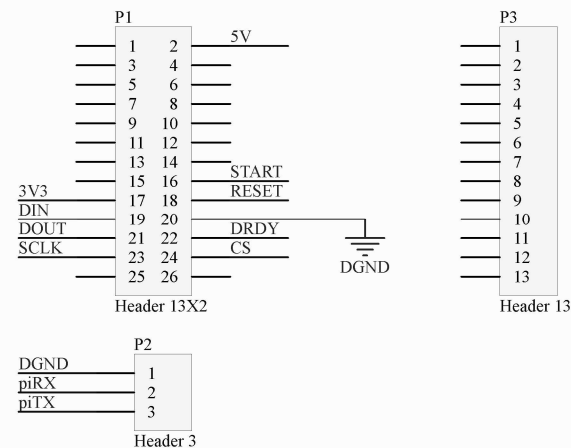 P1
1 2 5V
3 4
5 6
7 8
9 10
11 12
13 14
15 16 START
3V3 17 18 RESET
DIN 19 20
DOUT 21 22 DRDY
SCLK 23 24 CS
25 26
DGND
Header 13X2
P3
1
2
3
4
5
6
7
8
9
10
11
12
13
Header 13
P2
DGND 1
piRX 2
piTX 3
Header 3